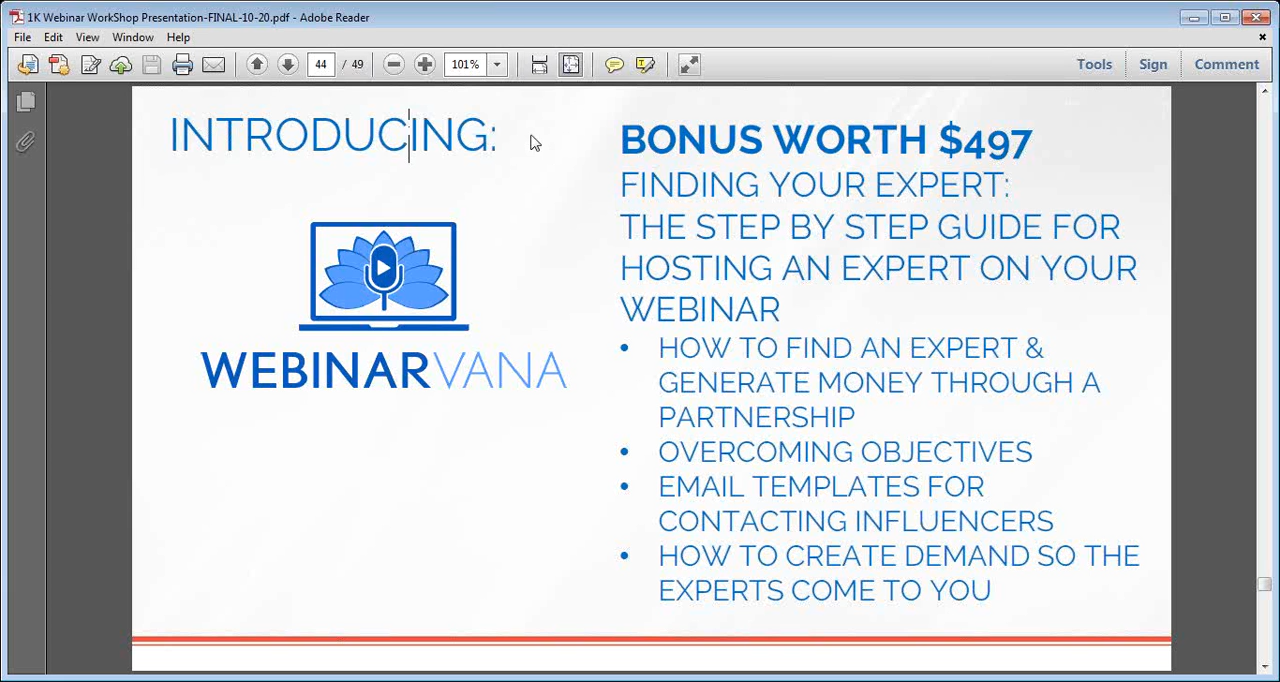 1K Webinar WorkShop Presentation-FINAL-10-20.pdf - Adobe Reader
File Edit View Window Help
44 / 49 101% Tools Sign Comment
INTRODUCING:
WEBINARVANA
BONUS WORTH $497
FINDING YOUR EXPERT:
THE STEP BY STEP GUIDE FOR
HOSTING AN EXPERT ON YOUR
WEBINAR
• HOW TO FIND AN EXPERT &
GENERATE MONEY THROUGH A
PARTNERSHIP
• OVERCOMING OBJECTIVES
• EMAIL TEMPLATES FOR
CONTACTING INFLUENCERS
• HOW TO CREATE DEMAND SO THE
EXPERTS COME TO YOU